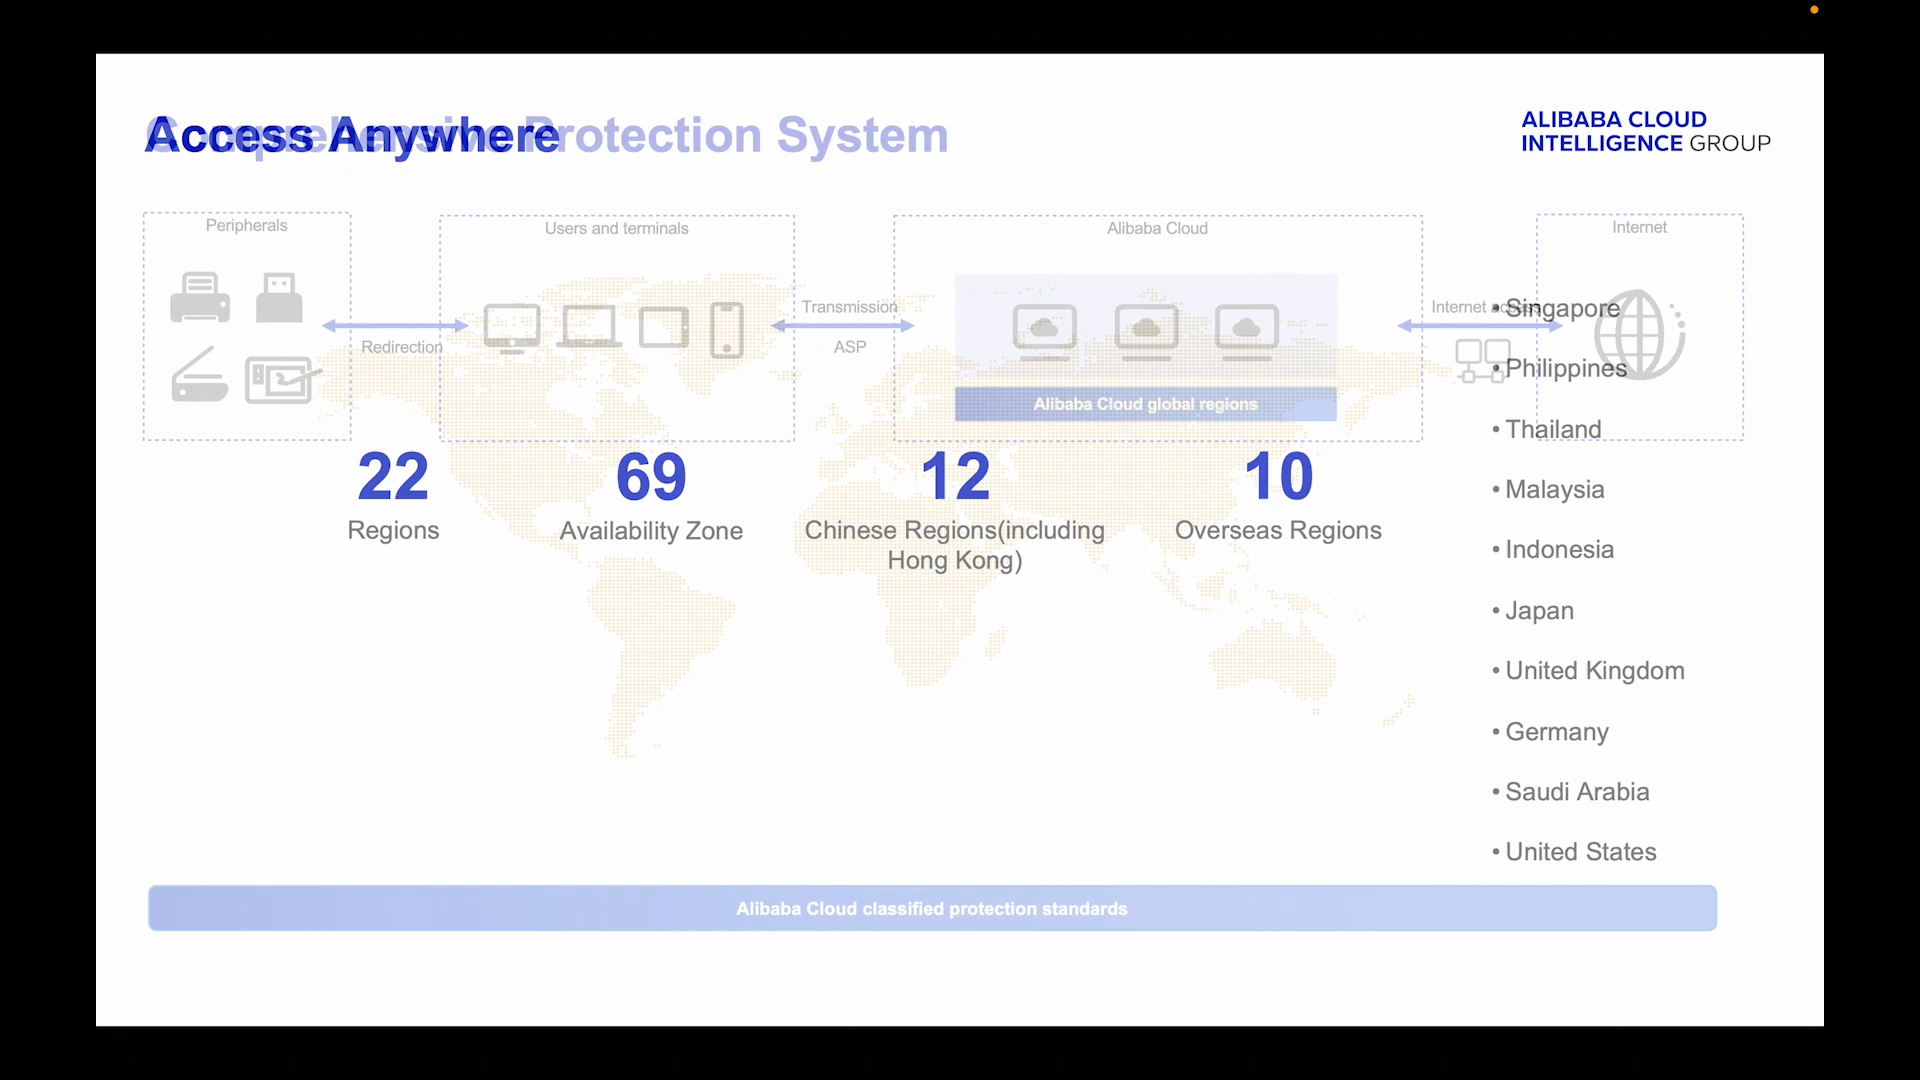 Access Anywhere
Comprehensive Protection System
ALIBABA CLOUD
INTELLIGENCE GROUP
Peripherals
Users and terminals
Alibaba Cloud
Internet
Transmission
Internet access
Redirection
ASP
Alibaba Cloud global regions
22
Regions
69
Availability Zone
12
Chinese Regions(including
Hong Kong)
10
Overseas Regions
• Singapore
• Philippines
• Thailand
• Malaysia
• Indonesia
• Japan
• United Kingdom
• Germany
• Saudi Arabia
• United States
Alibaba Cloud classified protection standards